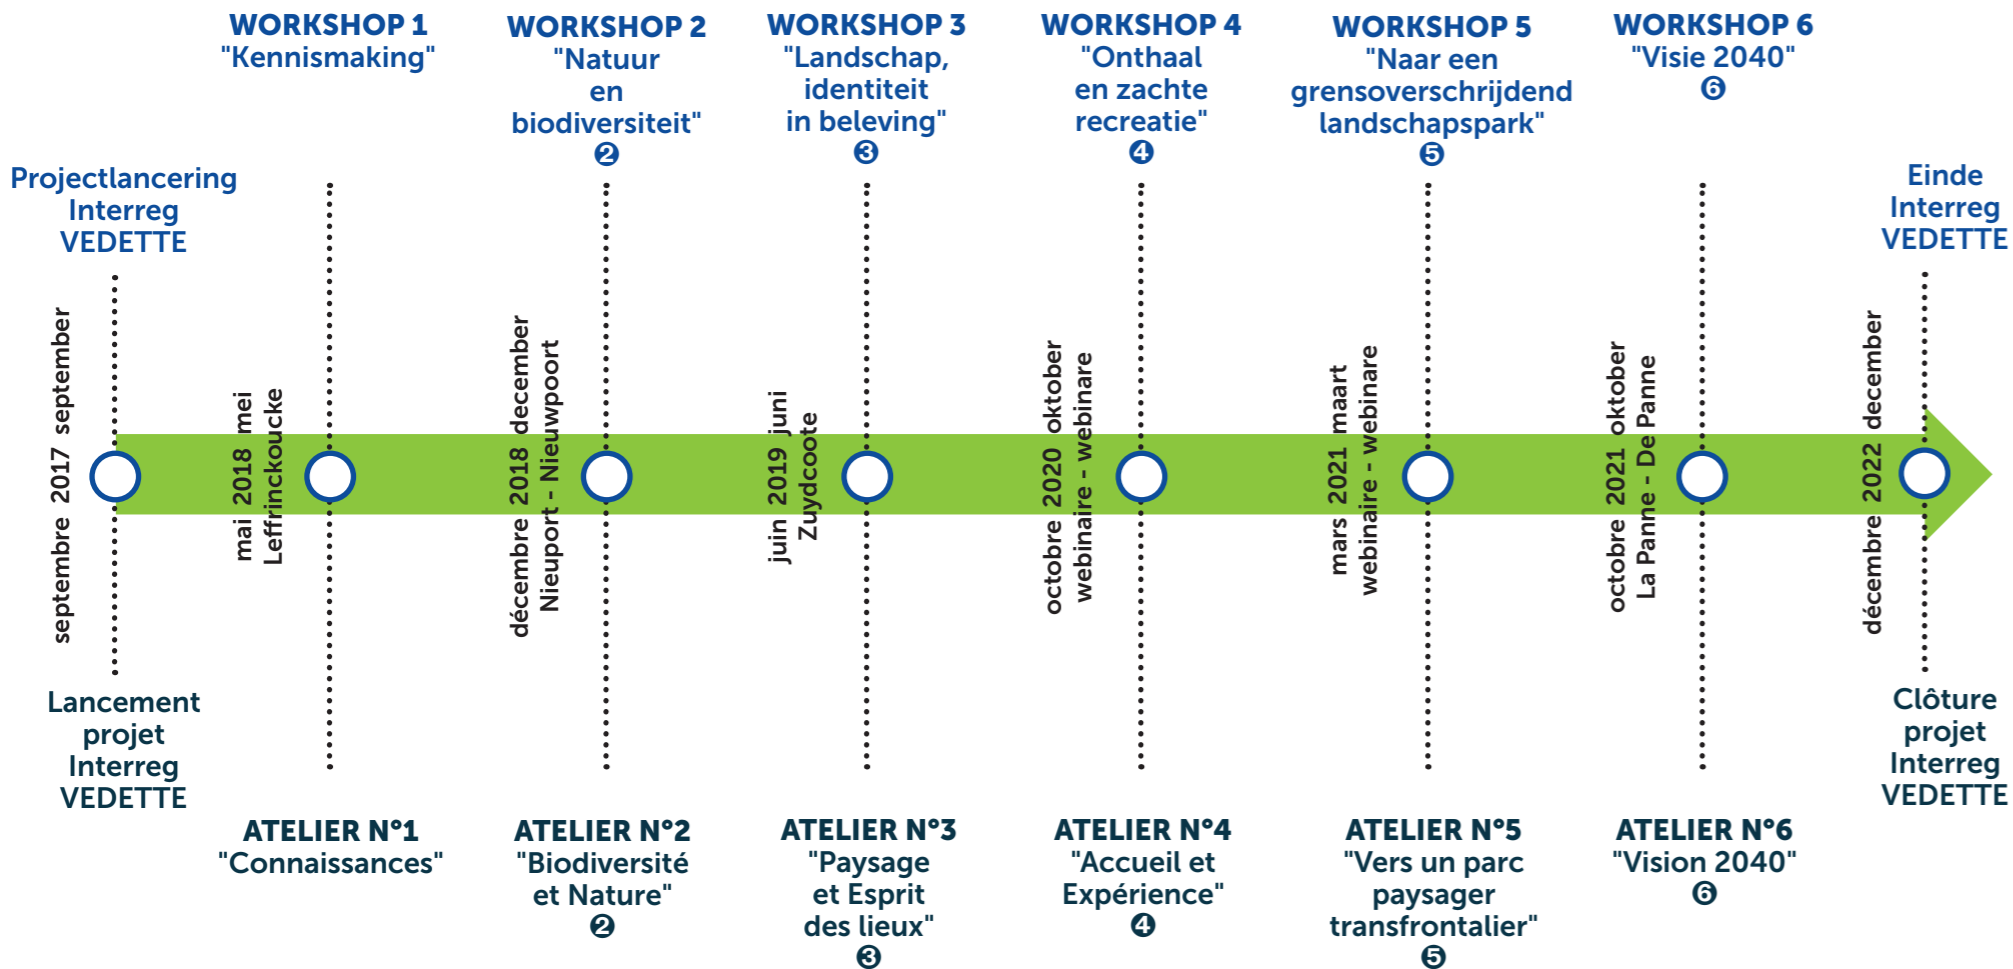 WORKSHOP 1
"Kennismaking"
WORKSHOP 2
"Natuur
en
biodiversiteit"
❷
WORKSHOP 3
"Landschap,
identiteit
in beleving"
❸
WORKSHOP 4
"Onthaal
en zachte
recreatie"
❹
WORKSHOP 5
"Naar een
grensoverschrijdend
landschapspark"
❺
WORKSHOP 6
"Visie 2040"
❻
Projectlancering
Interreg
VEDETTE
Einde
Interreg
VEDETTE
septembre 2017 september
mai 2018 mei
Leffrinckoucke
décembre 2018 december
Nieuport - Nieuwpoort
juin 2019 juni
Zuydcoote
octobre 2020 oktober
webinaire - webinare
mars 2021 maart
webinaire - webinare
octobre 2021 oktober
La Panne - De Panne
décembre 2022 december
Lancement
projet
Interreg
VEDETTE
Clôture
projet
Interreg
VEDETTE
ATELIER N°1
"Connaissances"
ATELIER N°2
"Biodiversité
et Nature"
❷
ATELIER N°3
"Paysage
et Esprit
des lieux"
❸
ATELIER N°4
"Accueil et
Expérience"
❹
ATELIER N°5
"Vers un parc
paysager
transfrontalier"
❺
ATELIER N°6
"Vision 2040"
❻